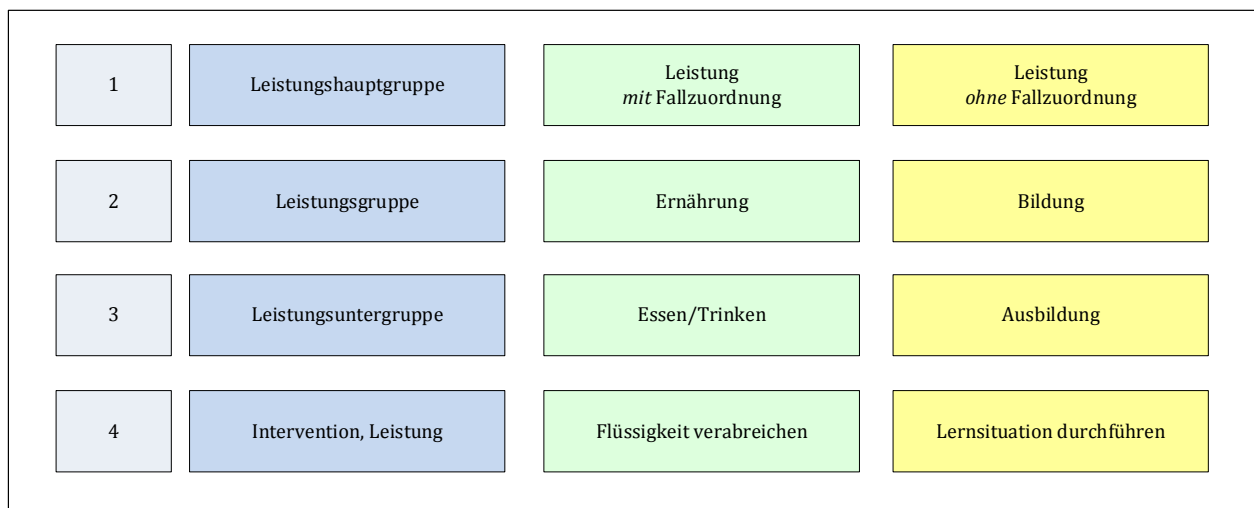 1
Leistungshauptgruppe
Leistung
mit Fallzuordnung
Leistung
ohne Fallzuordnung
2
Leistungsgruppe
Ernährung
Bildung
3
Leistungsuntergruppe
Essen/Trinken
Ausbildung
4
Intervention, Leistung
Flüssigkeit verabreichen
Lernsituation durchführen